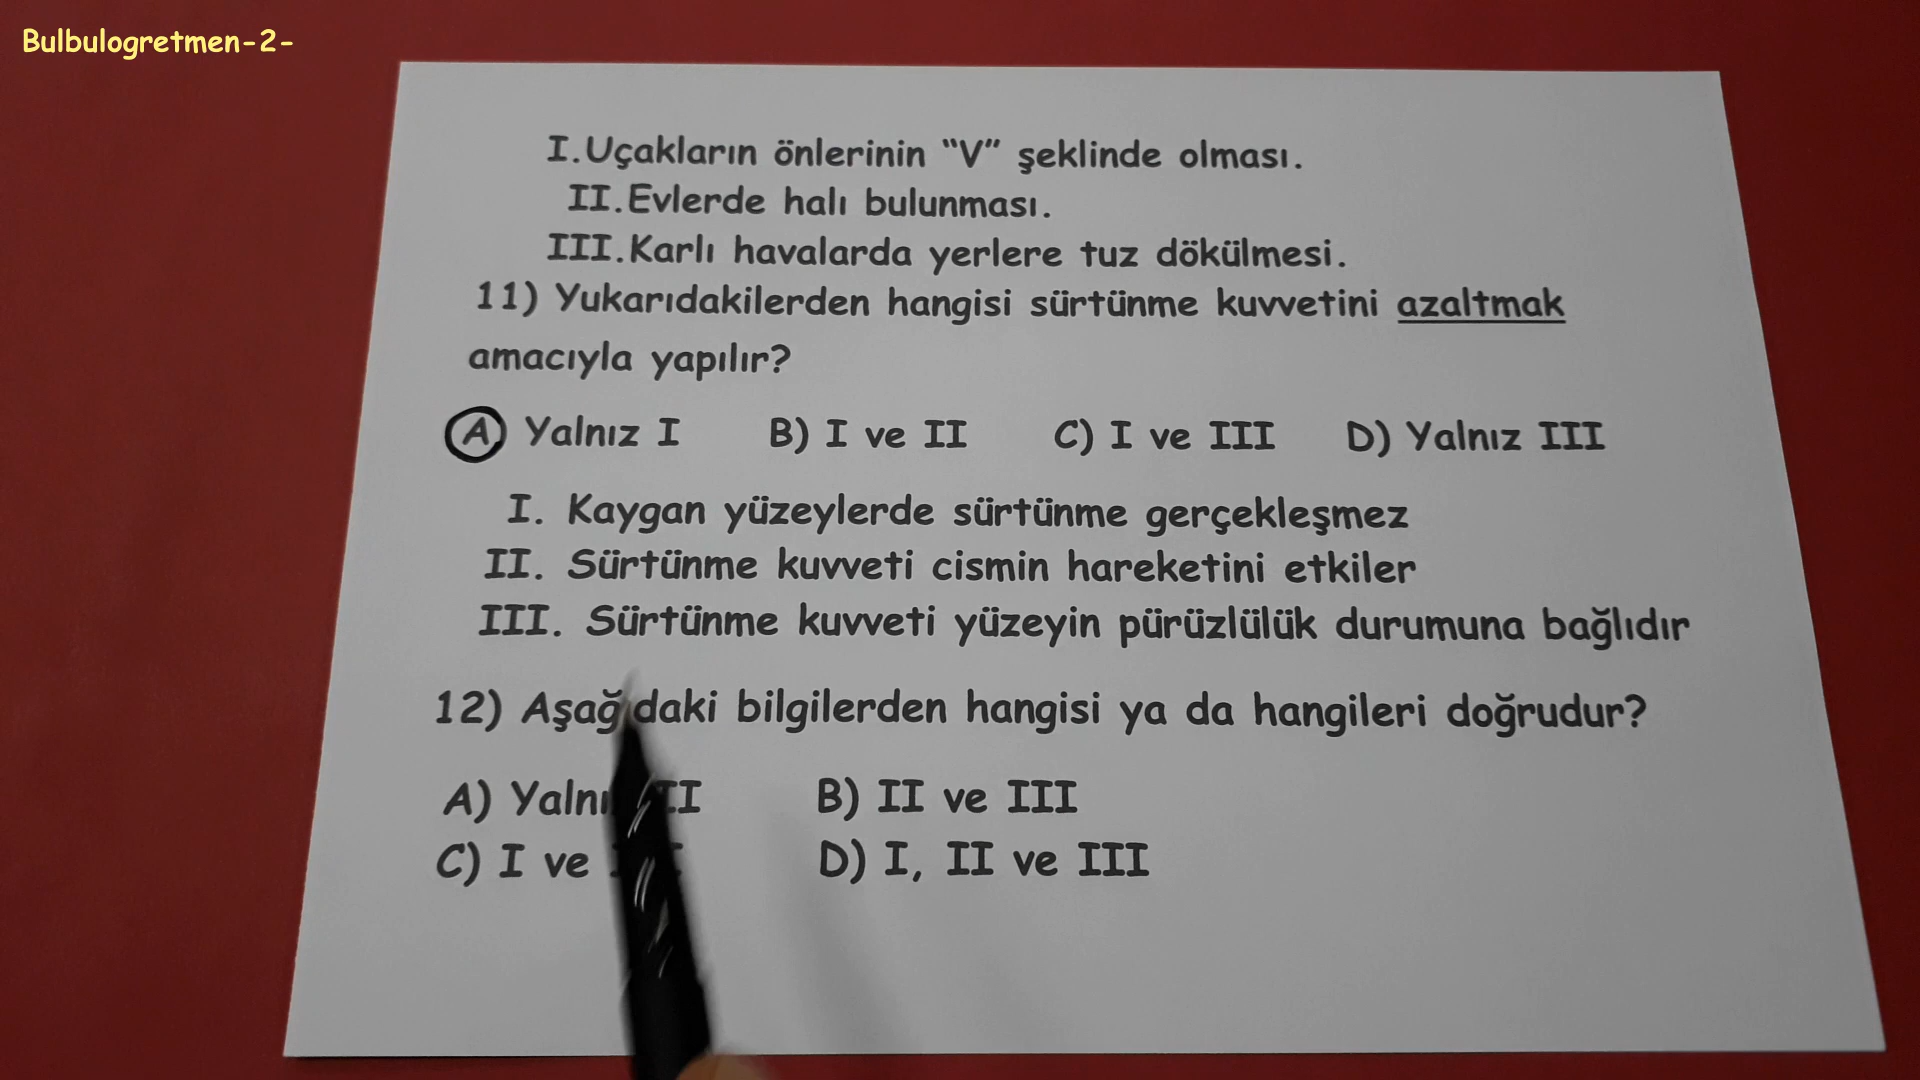 Bulbulogretmen-2-
I.Uçakların önlerinin “V” şeklinde olması.
II.Evlerde halı bulunması.
III.Karlı havalarda yerlere tuz dökülmesi.
11) Yukarıdakilerden hangisi sürtünme kuvvetini azaltmak
amacıyla yapılır?
A) Yalnız I B) I ve II C) I ve III D) Yalnız III
I. Kaygan yüzeylerde sürtünme gerçekleşmez
II. Sürtünme kuvveti cismin hareketini etkiler
III. Sürtünme kuvveti yüzeyin pürüzlülük durumuna bağlıdır
12) Aşağıdaki bilgilerden hangisi ya da hangileri doğrudur?
A) B) II ve III
C) I ve D) I, II ve III